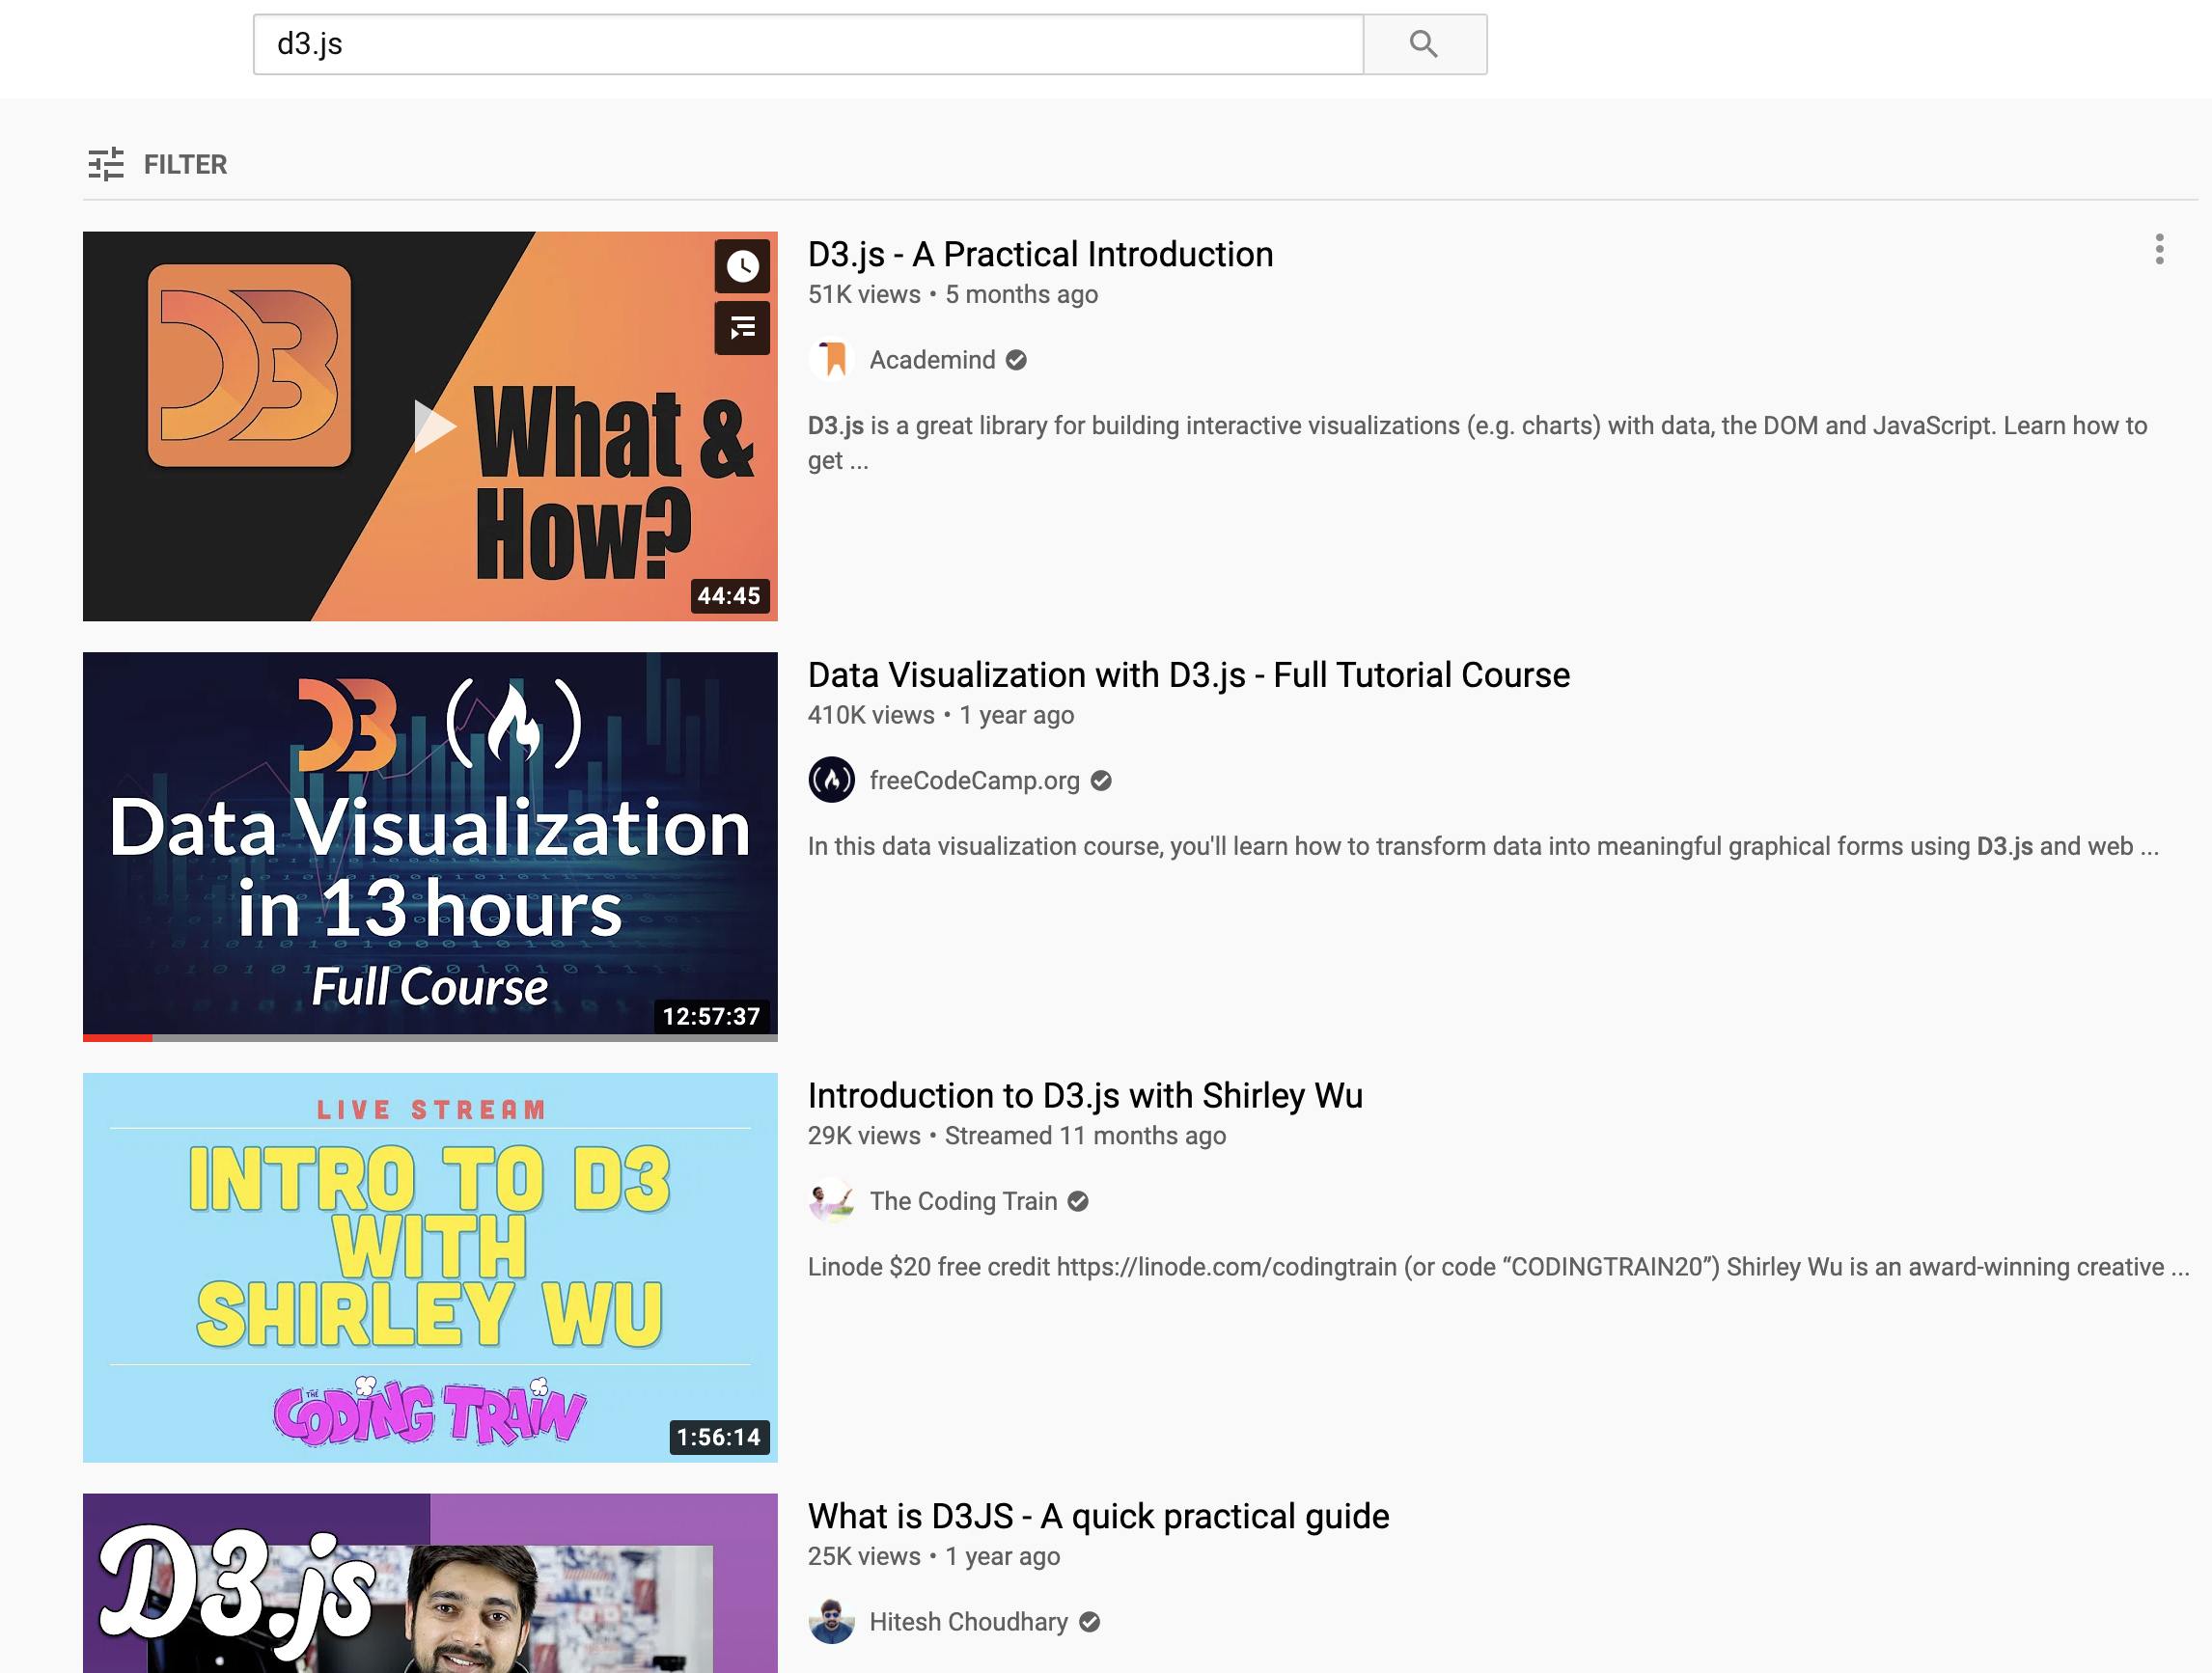 d3.js
FILTER
D3
What &
How?
44:45
D3.js - A Practical Introduction
51K views • 5 months ago
Academind
D3.js is a great library for building interactive visualizations (e.g. charts) with data, the DOM and JavaScript. Learn how to
get ...
D3
Data Visualization
in 13 hours
Full Course
12:57:37
Data Visualization with D3.js - Full Tutorial Course
410K views • 1 year ago
freeCodeCamp.org
In this data visualization course, you'll learn how to transform data into meaningful graphical forms using D3.js and web ...
LIVE STREAM
INTRO TO D3
WITH
SHIRLEY WU
THE CODING TRAIN
1:56:14
Introduction to D3.js with Shirley Wu
29K views • Streamed 11 months ago
The Coding Train
Linode $20 free credit https://linode.com/codingtrain (or code “CODINGTRAIN20”) Shirley Wu is an award-winning creative ...
D3.js
What is D3JS - A quick practical guide
25K views • 1 year ago
Hitesh Choudhary